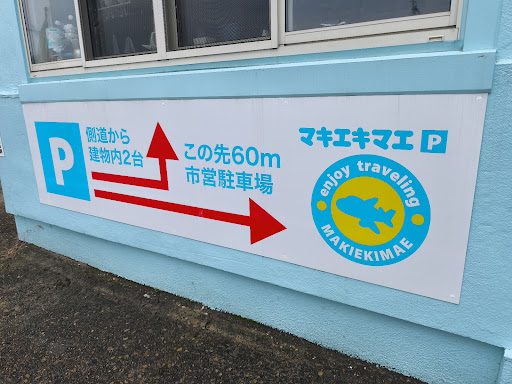 P
側道から
建物内2台
この先60m
市営駐車場
マキエキマエ P
enjoy traveling
MAKIEKIMAE